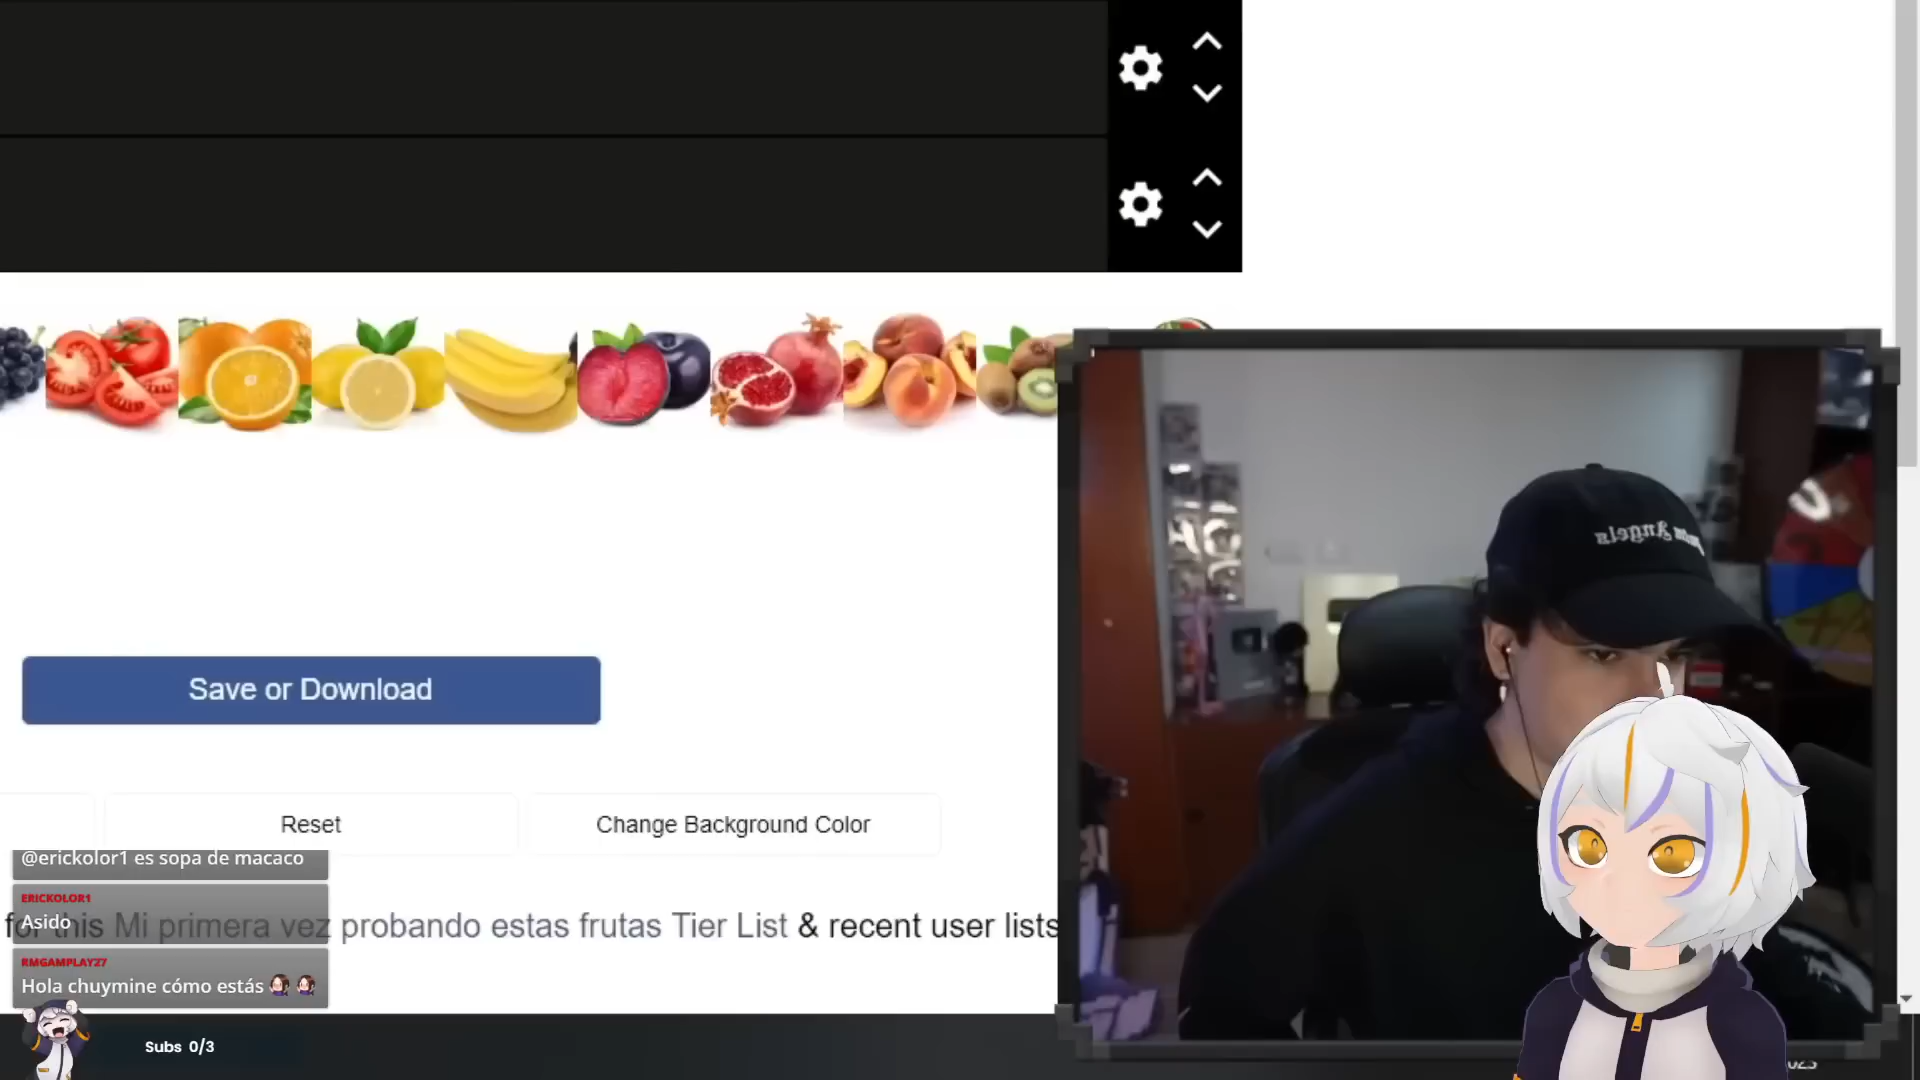 Save or Download
Reset
Change Background Color
@erickolor1 es sopa de macaco
ERICKOLOR1
Asido
for this Mi primera vez probando estas frutas Tier List & recent user lists
RMGAMPLAY27
Hola chuymine cómo estás
Subs 0/3